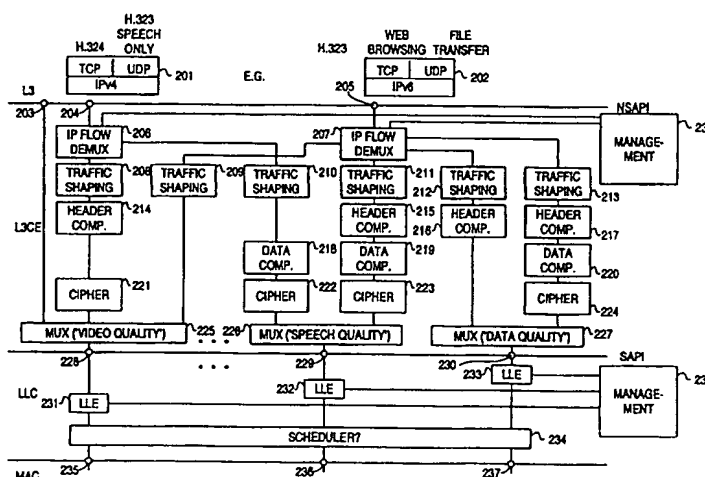 H.323
SPEECH
ONLY
H.324
WEB
BROWSING
FILE
TRANSFER
H.323
TCP UDP 201
IPv4
E.G.
TCP UDP 202
IPv6
L3
203
204
205
NSAPI
IP FLOW
DEMUX
206
207
IP FLOW
DEMUX
MANAGE-
MENT
23
TRAFFIC
SHAPING
208
TRAFFIC
SHAPING
209
TRAFFIC
SHAPING
210
TRAFFIC
SHAPING
211
212
TRAFFIC
SHAPING
TRAFFIC
SHAPING
213
HEADER
COMP.
214
HEADER
COMP.
215
216
HEADER
COMP.
HEADER
COMP.
217
L3CE
DATA
COMP.
218
DATA
COMP.
219
DATA
COMP.
220
221
CIPHER
CIPHER
222
CIPHER
223
CIPHER
224
MUX ('VIDEO QUALITY') 225
226 MUX ('SPEECH QUALITY')
MUX ('DATA QUALITY') 227
228
229
230
SAPI
LLC
231
LLE
232
LLE
233
LLE
MANAGE-
MENT
23
SCHEDULER? 234
MAC
235
236
237